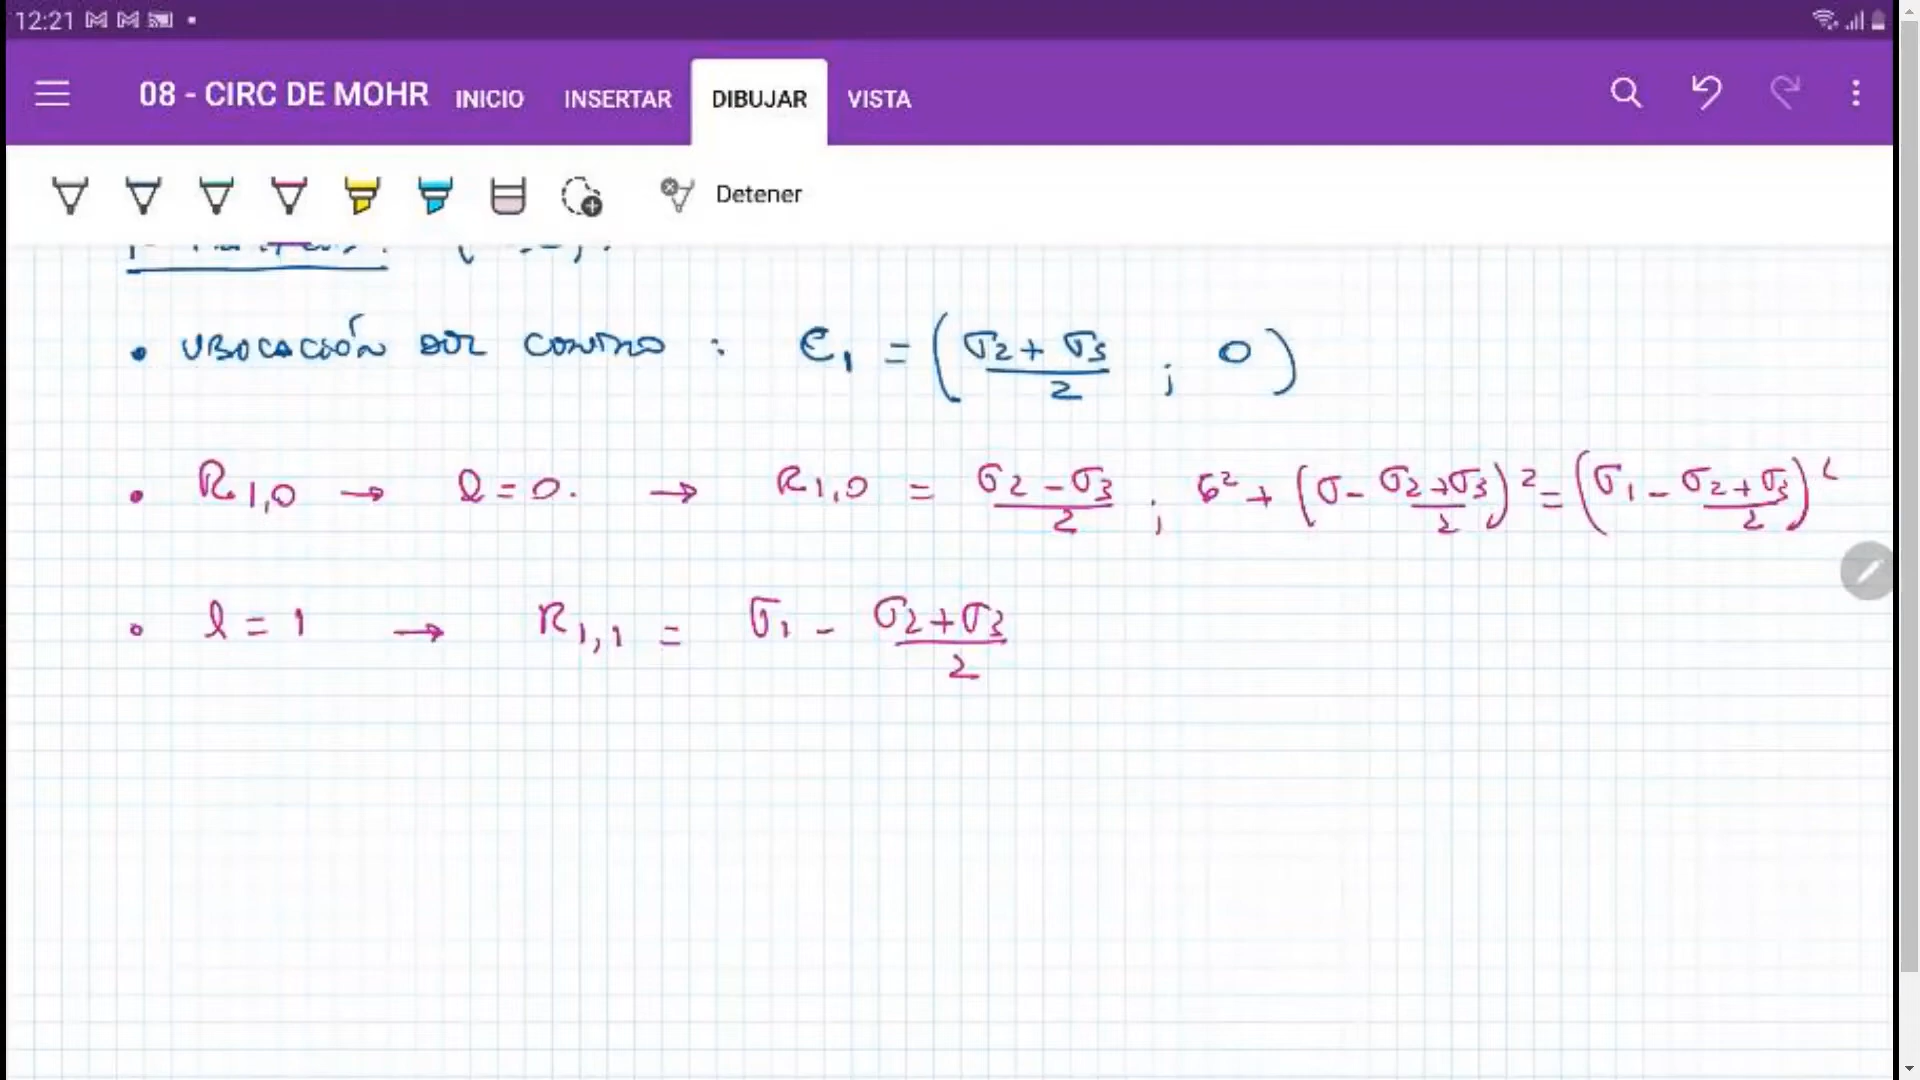 12:21
08 - CIRC DE MOHR INICIO INSERTAR DIBUJAR VISTA
Detener
• UBICACIÓN DEL CENTRO : C₁ = ( (σ₂ + σ₃)/2 ; 0 )
• R₁,₀ → l = 0. → R₁,₀ = (σ₂ − σ₃)/2 ; σ² + (σ − (σ₂ + σ₃)/2)² = (σ₁ − (σ₂ + σ₃)/2)²
• l = 1 → R₁,₁ = σ₁ − (σ₂ + σ₃)/2